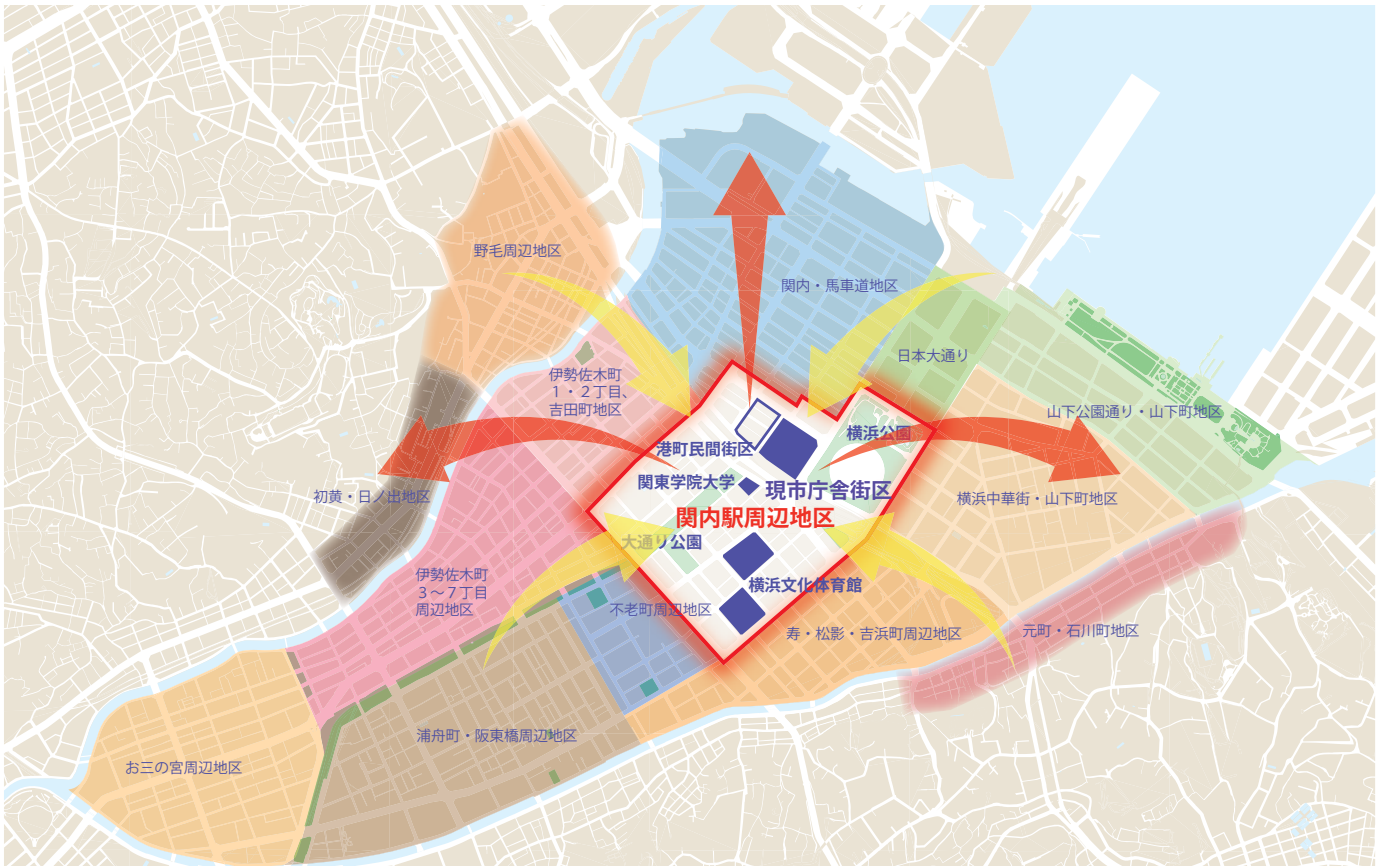 野毛周辺地区
関内・馬車道地区
日本大通り
伊勢佐木町
１・２丁目、
吉田町地区
山下公園通り・山下町地区
横浜公園
港町民間街区
関東学院大学
現市庁舎街区
初黄・日ノ出地区
横浜中華街・山下町地区
関内駅周辺地区
大通り公園
伊勢佐木町
３～７丁目
周辺地区
横浜文化体育館
不老町周辺地区
寿・松影・吉浜町周辺地区
元町・石川町地区
浦舟町・阪東橋周辺地区
お三の宮周辺地区